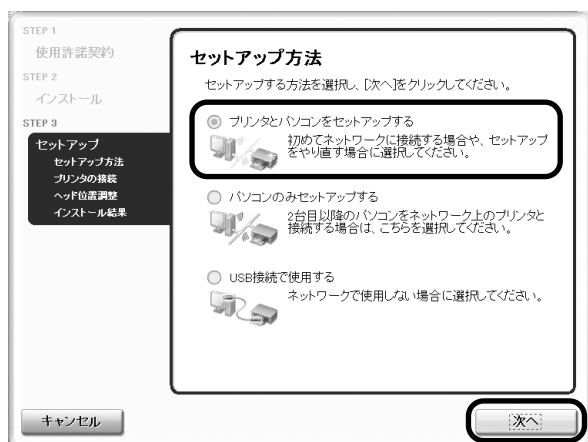 STEP 1
使用許諾契約
STEP 2
インストール
STEP 3
セットアップ
セットアップ方法
プリンタの接続
ヘッド位置調整
インストール結果
セットアップ方法
セットアップする方法を選択し、[次へ]をクリックしてください。
プリンタとパソコンをセットアップする
初めてネットワークに接続する場合や、セットアップ
をやり直す場合に選択してください。
パソコンのみセットアップする
2台目以降のパソコンをネットワーク上のプリンタと
接続する場合は、こちらを選択してください。
USB接続で使用する
ネットワークで使用しない場合に選択してください。
キャンセル
次へ